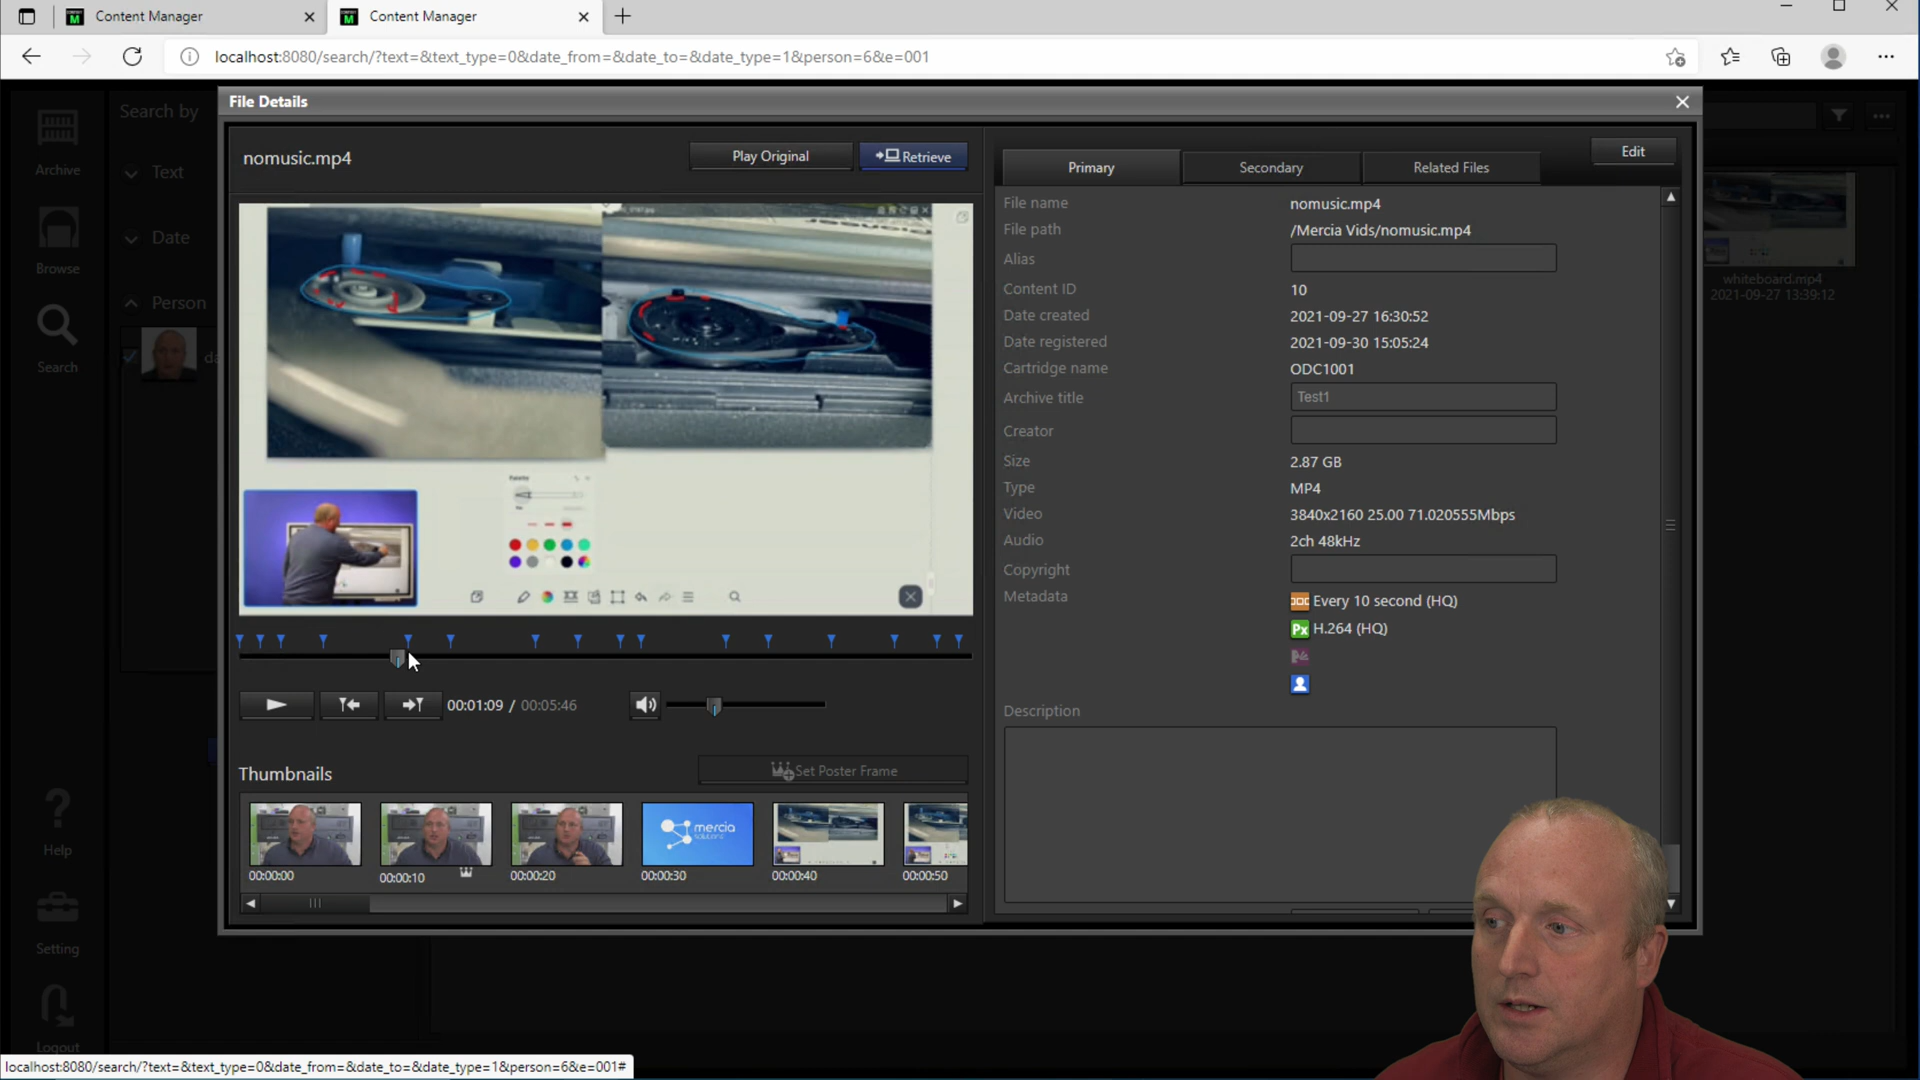 Content Manager
Content Manager
localhost:8080/search/?text=&text_type=0&date_from=&date_to=&date_type=1&person=6&e=001
File Details
Archive
Browse
Search
Help
Setting
Logout
Search by
Text
Date
Person
da
nomusic.mp4
Play Original
Retrieve
00:01:09 / 00:05:46
Thumbnails
Set Poster Frame
mercia
solutions
00:00:00
00:00:10
00:00:20
00:00:30
00:00:40
00:00:50
Primary
Secondary
Related Files
Edit
File name nomusic.mp4
File path /Mercia Vids/nomusic.mp4
Alias
Content ID 10
Date created 2021-09-27 16:30:52
Date registered 2021-09-30 15:05:24
Cartridge name ODC1001
Archive title Test1
Creator
Size 2.87 GB
Type MP4
Video 3840x2160 25.00 71.020555Mbps
Audio 2ch 48kHz
Copyright
Metadata Every 10 second (HQ)
Px H.264 (HQ)
Description
whiteboard.mp4
2021-09-27 13:39:12
localhost:8080/search/?text=&text_type=0&date_from=&date_to=&date_type=1&person=6&e=001#